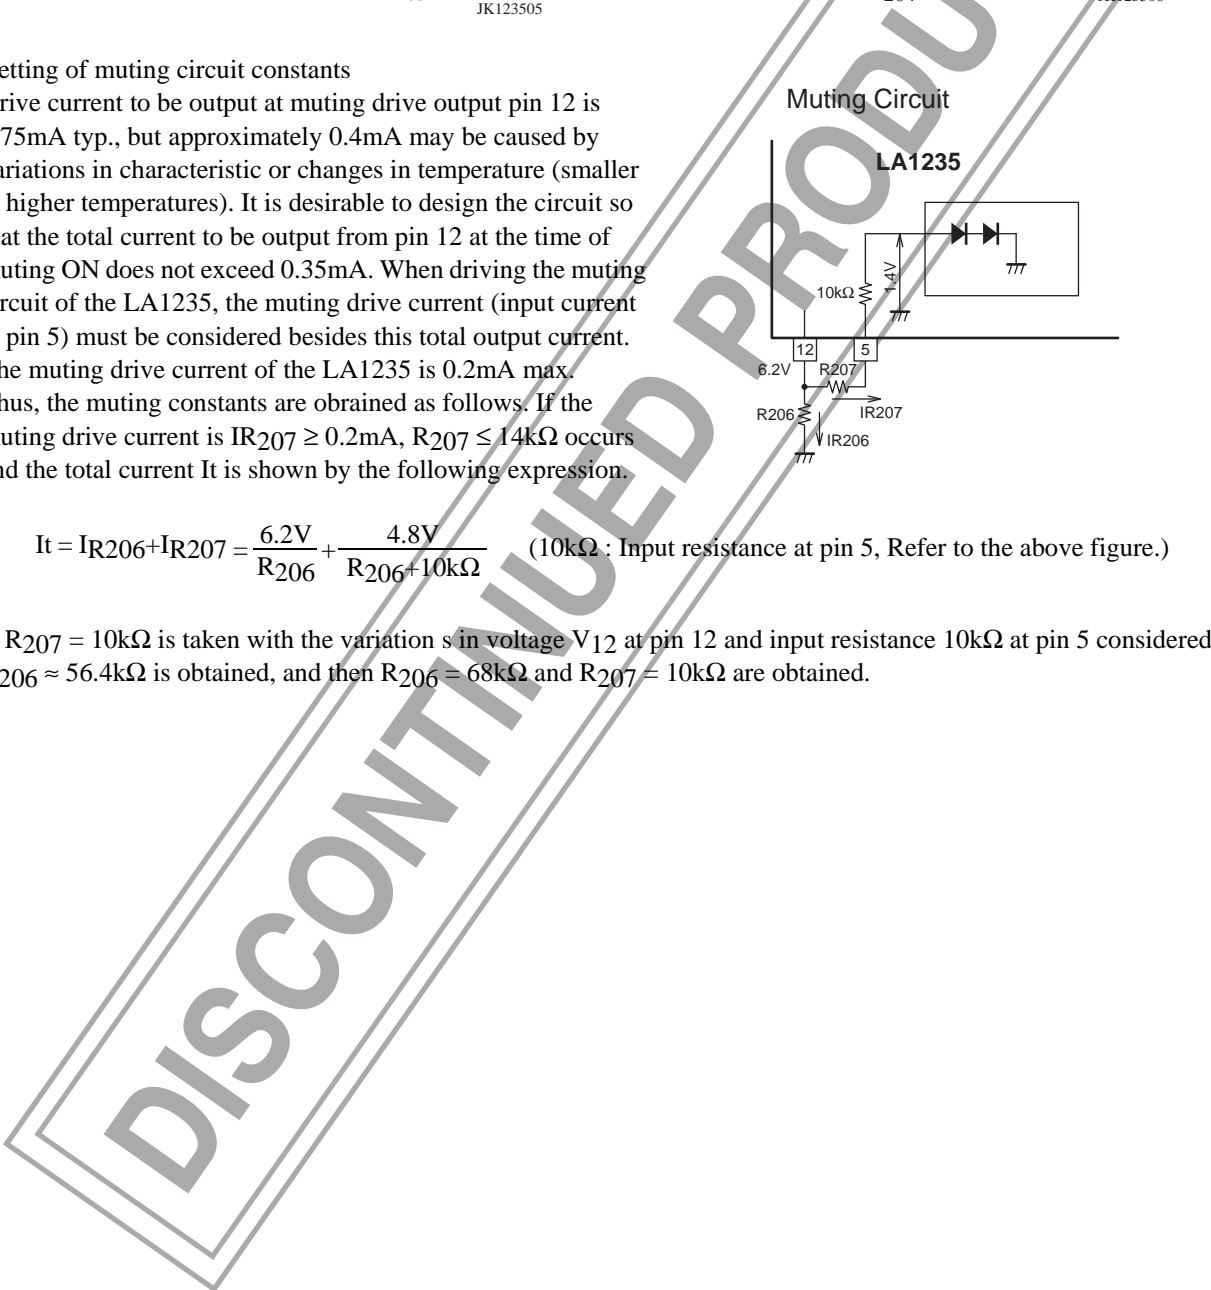 JK123505
etting of muting circuit constants
rive current to be output at muting drive output pin 12 is
75mA typ., but approximately 0.4mA may be caused by
ariations in characteristic or changes in temperature (smaller
higher temperatures). It is desirable to design the circuit so
at the total current to be output from pin 12 at the time of
uting ON does not exceed 0.35mA. When driving the muting
rcuit of the LA1235, the muting drive current (input current
pin 5) must be considered besides this total output current.
he muting drive current of the LA1235 is 0.2mA max.
hus, the muting constants are obrained as follows. If the
uting drive current is IR207 ≥ 0.2mA, R207 ≤ 14kΩ occurs
nd the total current It is shown by the following expression.
Muting Circuit
LA1235
1.4V
10kΩ
12 5
6.2V R207
R206 IR207
IR206
It = IR206+IR207 = 6.2V/R206 + 4.8V/R206+10kΩ (10kΩ : Input resistance at pin 5, Refer to the above figure.)
R207 = 10kΩ is taken with the variation s in voltage V12 at pin 12 and input resistance 10kΩ at pin 5 considered
206 ≈ 56.4kΩ is obtained, and then R206 = 68kΩ and R207 = 10kΩ are obtained.
DISCONTINUED PRODU